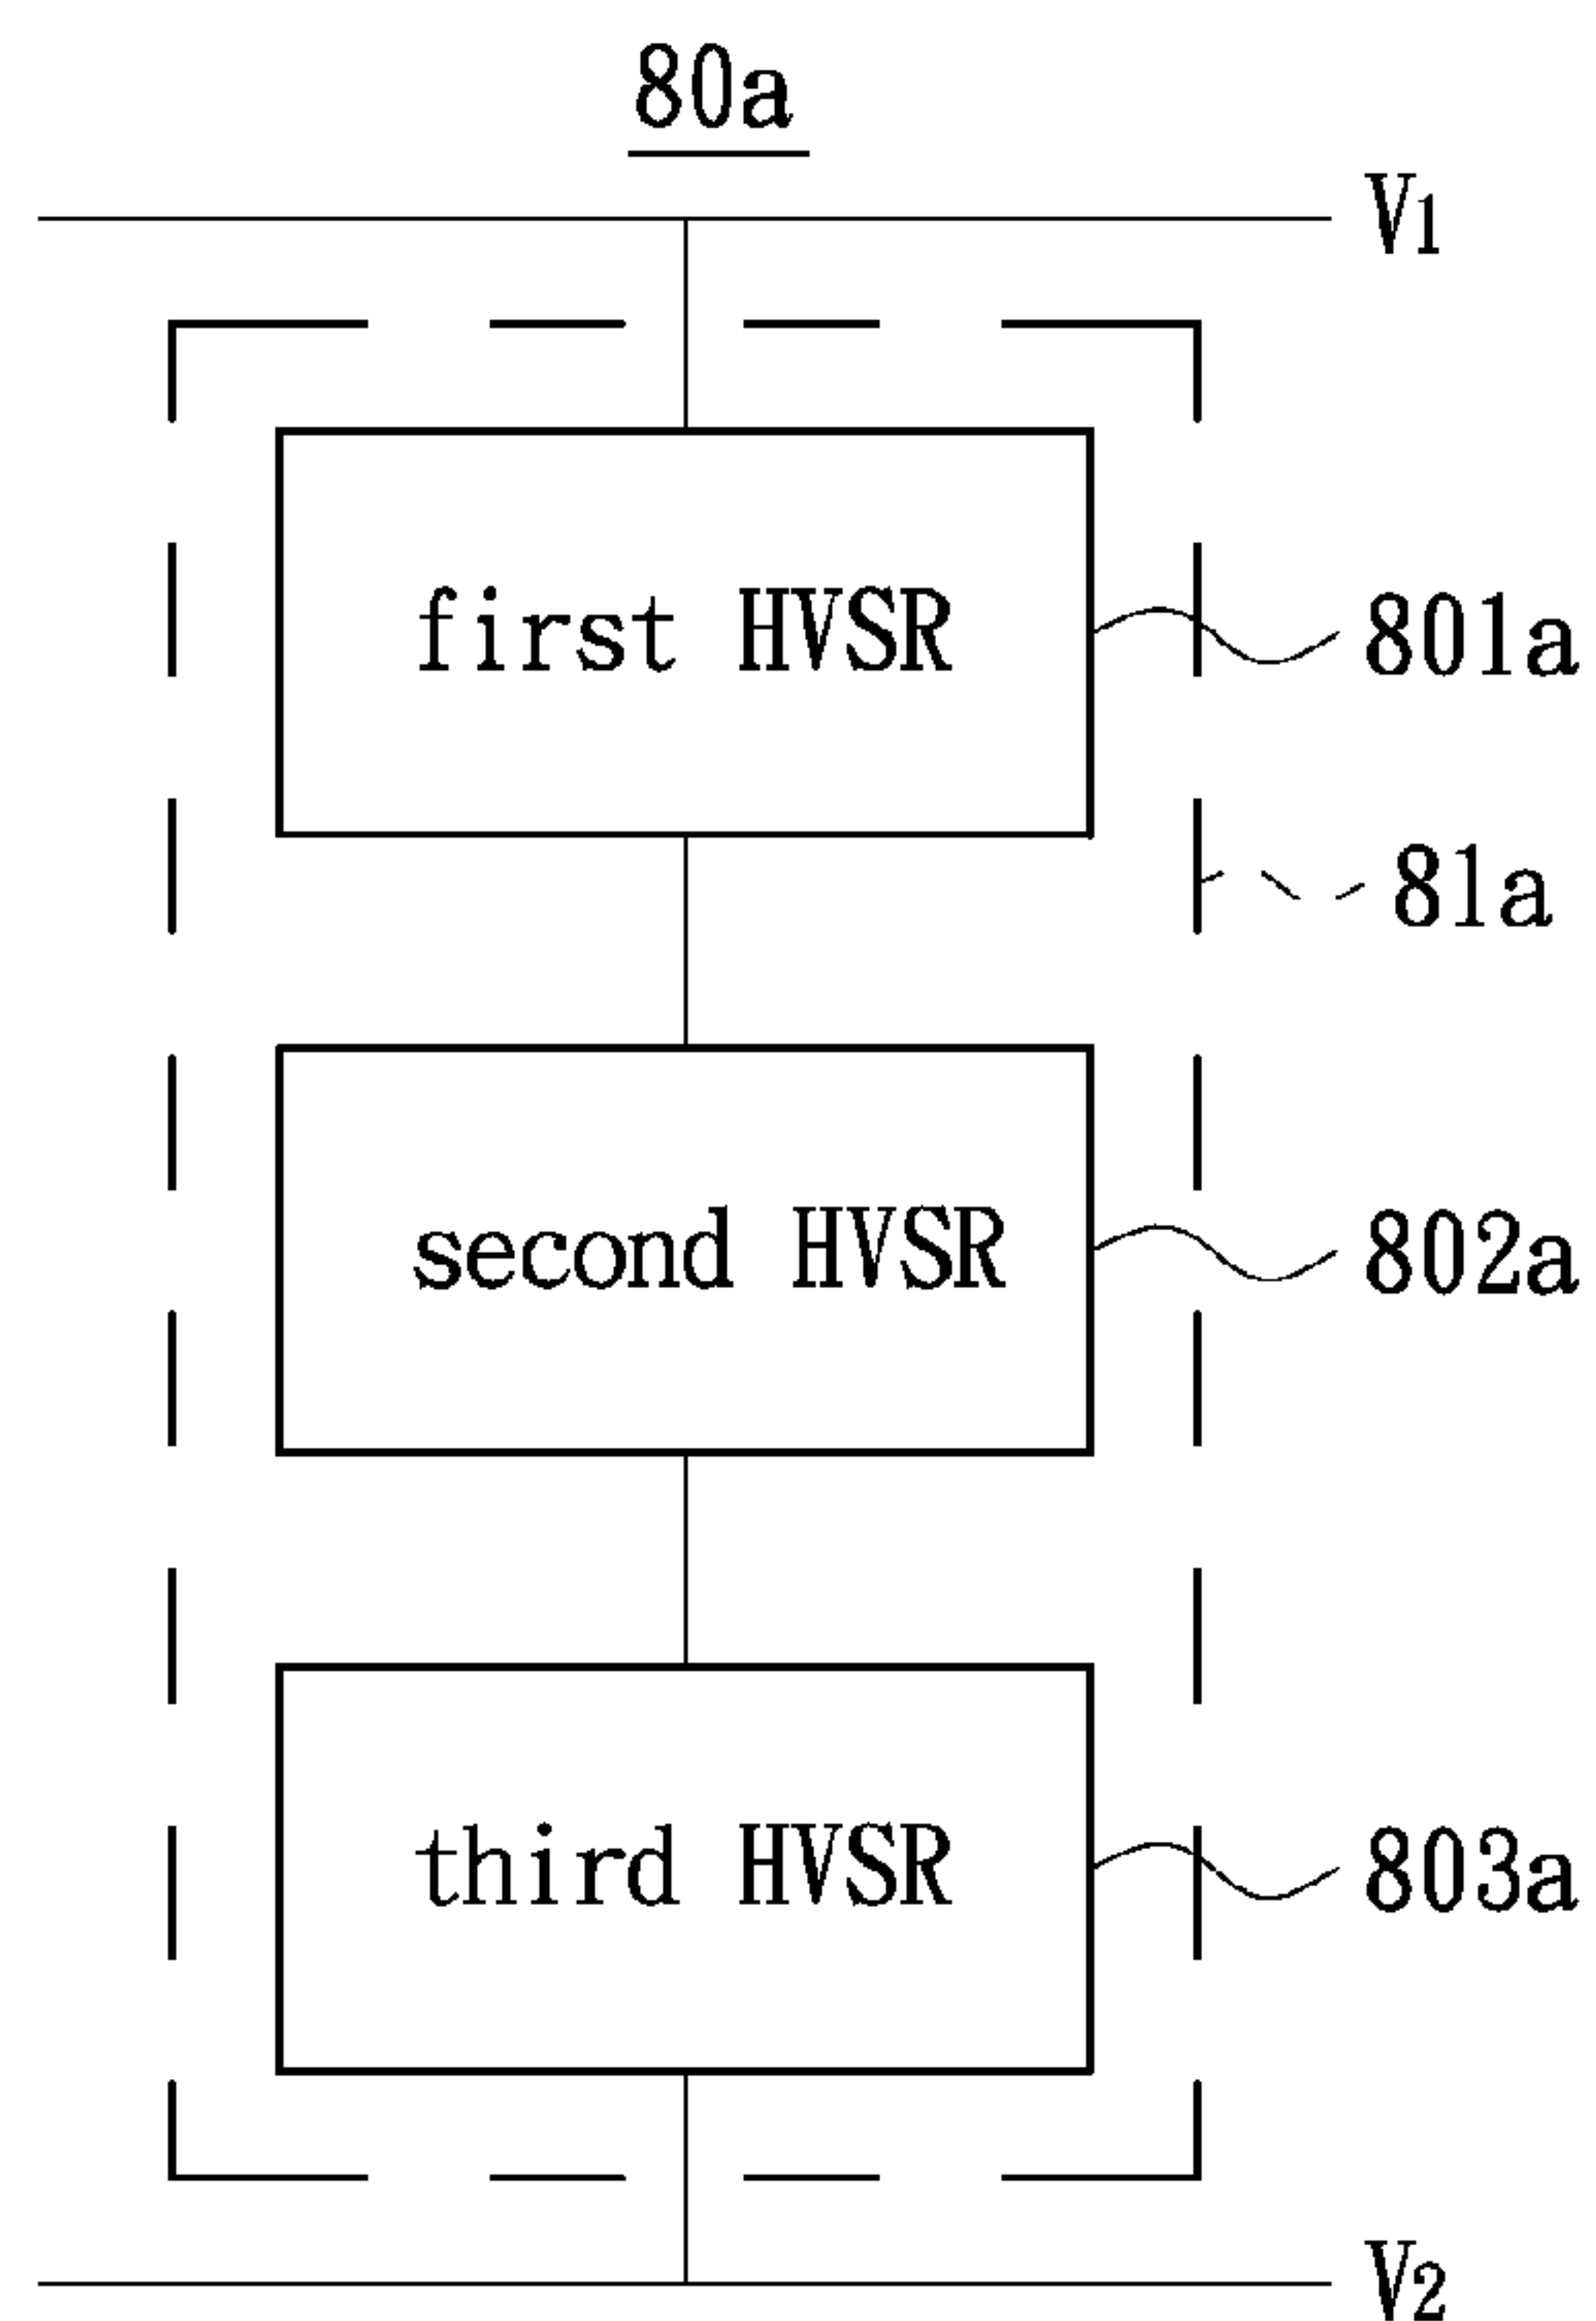 80a
V1
first HVSR
801a
81a
second HVSR
802a
third HVSR
803a
V2